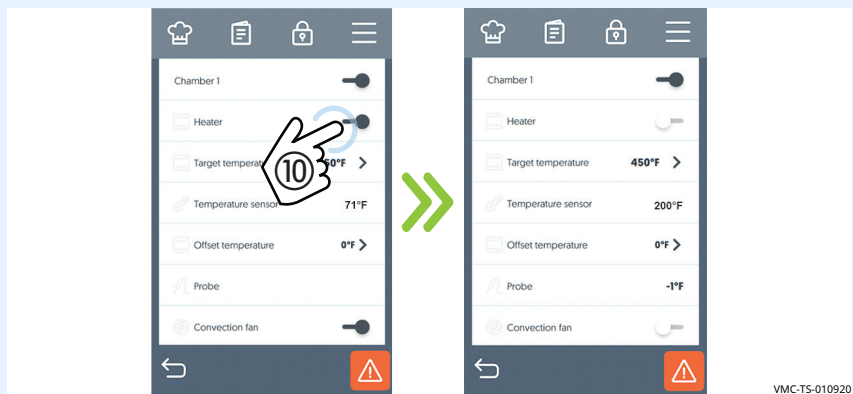 Chamber 1
Heater
Target temperat 50°F
10
Temperature sensor 71°F
Offset temperature 0°F
Probe
Convection fan
Chamber 1
Heater
Target temperature 450°F
Temperature sensor 200°F
Offset temperature 0°F
Probe -1°F
Convection fan
VMC-TS-010920